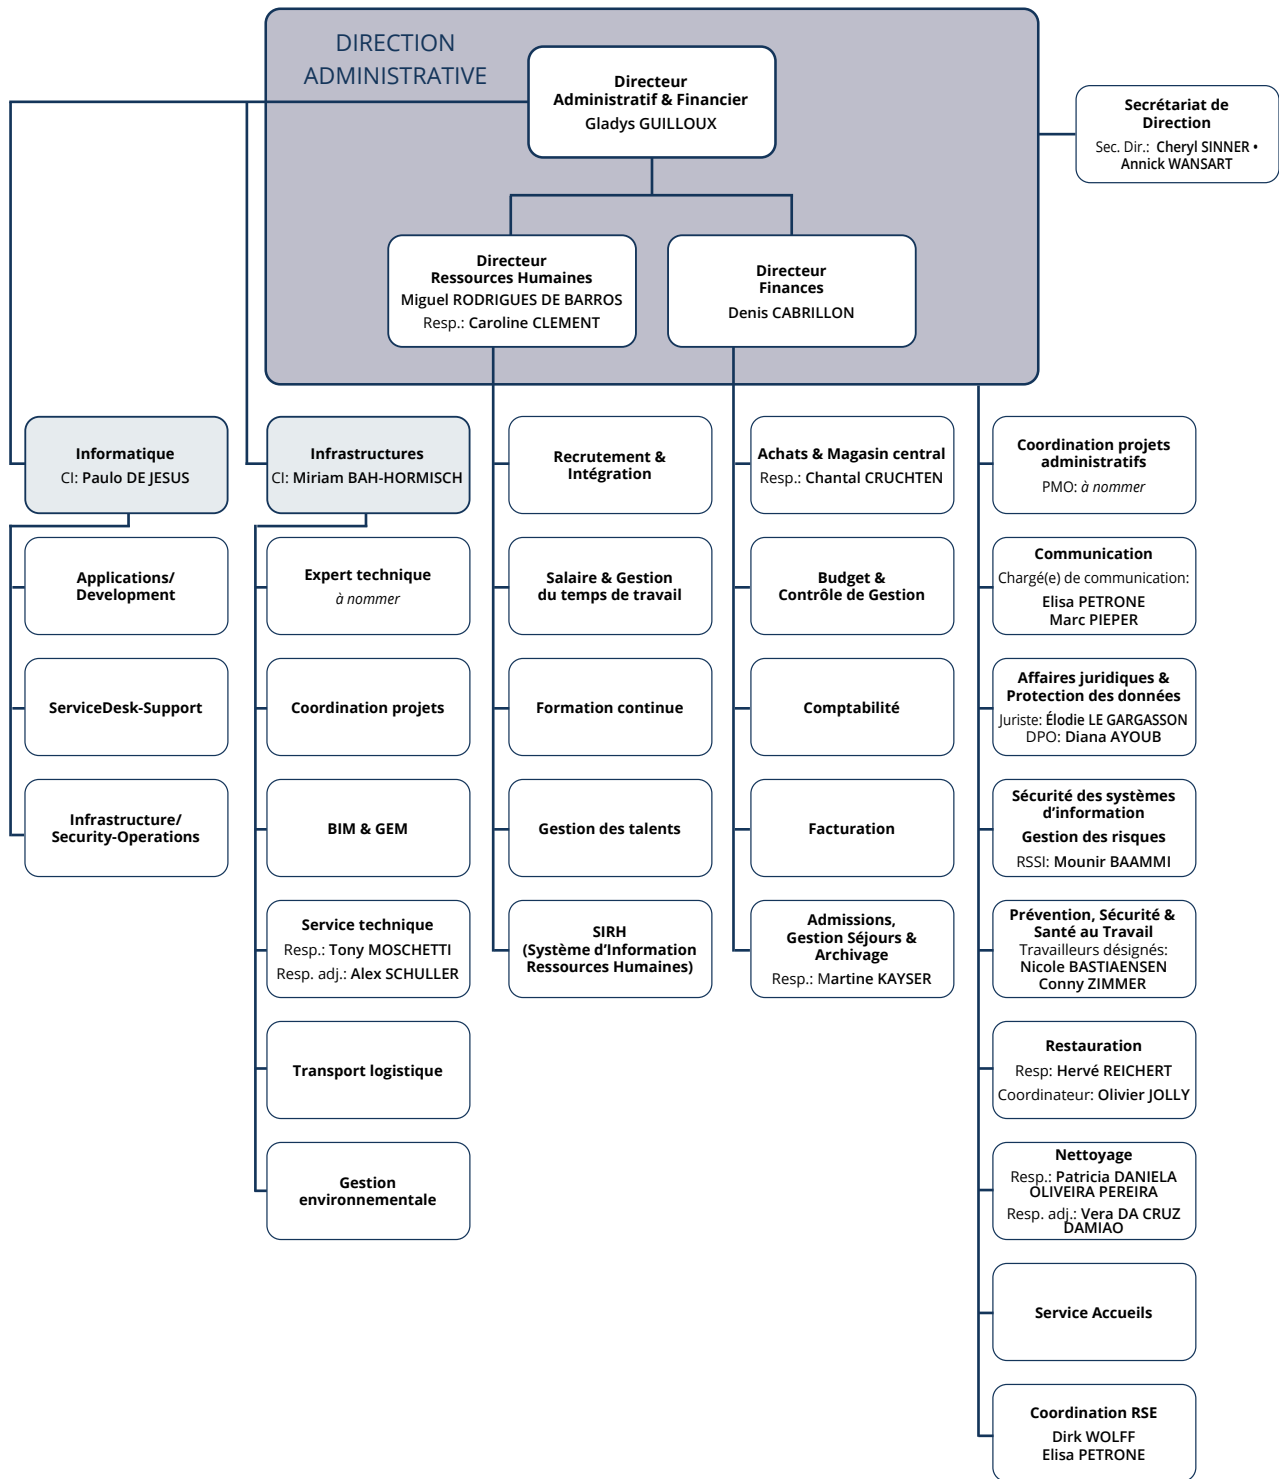 DIRECTION
ADMINISTRATIVE
Directeur
Administratif & Financier
Gladys GUILLOUX
Secrétariat de
Direction
Sec. Dir.: Cheryl SINNER •
Annick WANSART
Directeur
Ressources Humaines
Miguel RODRIGUES DE BARROS
Resp.: Caroline CLEMENT
Directeur
Finances
Denis CABRILLON
Informatique
CI: Paulo DE JESUS
Applications/
Development
ServiceDesk-Support
Infrastructure/
Security-Operations
Infrastructures
CI: Miriam BAH-HORMISCH
Expert technique
à nommer
Coordination projets
BIM & GEM
Service technique
Resp.: Tony MOSCHETTI
Resp. adj.: Alex SCHULLER
Transport logistique
Gestion
environnementale
Recrutement &
Intégration
Salaire & Gestion
du temps de travail
Formation continue
Gestion des talents
SIRH
(Système d'Information
Ressources Humaines)
Achats & Magasin central
Resp.: Chantal CRUCHTEN
Budget &
Contrôle de Gestion
Comptabilité
Facturation
Admissions,
Gestion Séjours &
Archivage
Resp.: Martine KAYSER
Coordination projets
administratifs
PMO: à nommer
Communication
Chargé(e) de communication:
Elisa PETRONE
Marc PIEPER
Affaires juridiques &
Protection des données
Juriste: Élodie LE GARGASSON
DPO: Diana AYOUB
Sécurité des systèmes
d'information
Gestion des risques
RSSI: Mounir BAAMMI
Prévention, Sécurité &
Santé au Travail
Travailleurs désignés:
Nicole BASTIAENSEN
Conny ZIMMER
Restauration
Resp: Hervé REICHERT
Coordinateur: Olivier JOLLY
Nettoyage
Resp.: Patricia DANIELA
OLIVEIRA PEREIRA
Resp. adj.: Vera DA CRUZ
DAMIAO
Service Accueils
Coordination RSE
Dirk WOLFF
Elisa PETRONE